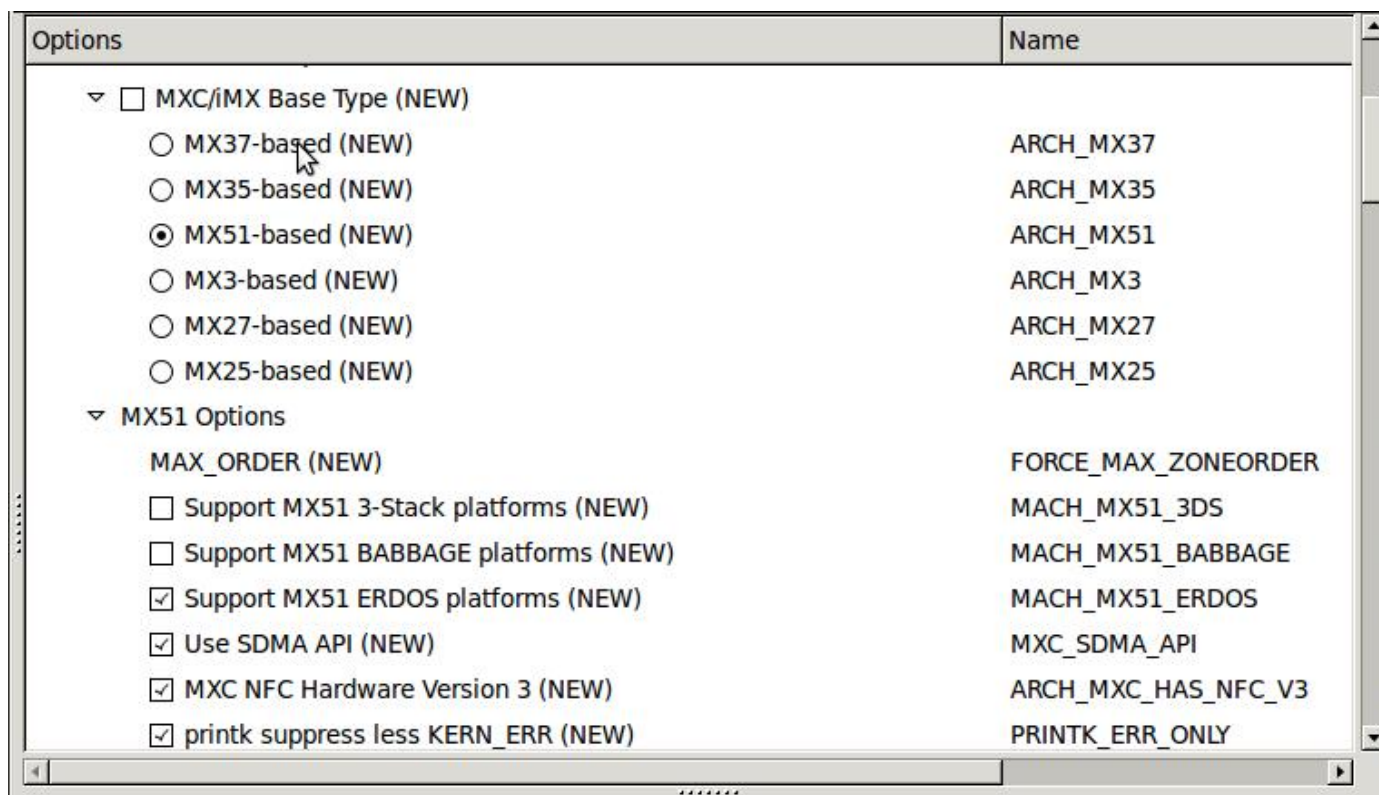 Options Name
MXC/iMX Base Type (NEW)
MX37-based (NEW) ARCH_MX37
MX35-based (NEW) ARCH_MX35
MX51-based (NEW) ARCH_MX51
MX3-based (NEW) ARCH_MX3
MX27-based (NEW) ARCH_MX27
MX25-based (NEW) ARCH_MX25
MX51 Options
MAX_ORDER (NEW) FORCE_MAX_ZONEORDER
Support MX51 3-Stack platforms (NEW) MACH_MX51_3DS
Support MX51 BABBAGE platforms (NEW) MACH_MX51_BABBAGE
Support MX51 ERDOS platforms (NEW) MACH_MX51_ERDOS
Use SDMA API (NEW) MXC_SDMA_API
MXC NFC Hardware Version 3 (NEW) ARCH_MXC_HAS_NFC_V3
printk suppress less KERN_ERR (NEW) PRINTK_ERR_ONLY